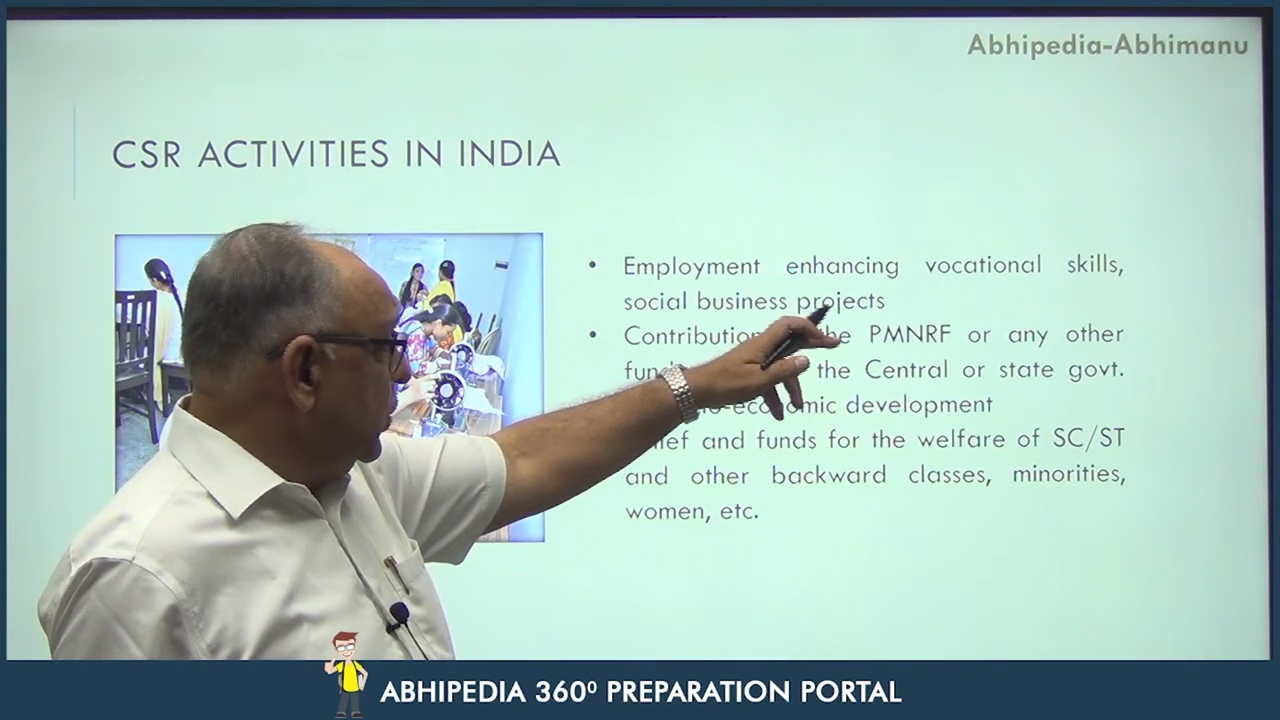 Abhipedia-Abhimanu
CSR ACTIVITIES IN INDIA
• Employment enhancing vocational skills,
social business projects
• Contribution PMNRF or any other
the Central or state govt.
development
and funds for the welfare of SC/ST
and other backward classes, minorities,
women, etc.
ABHIPEDIA 360⁰ PREPARATION PORTAL